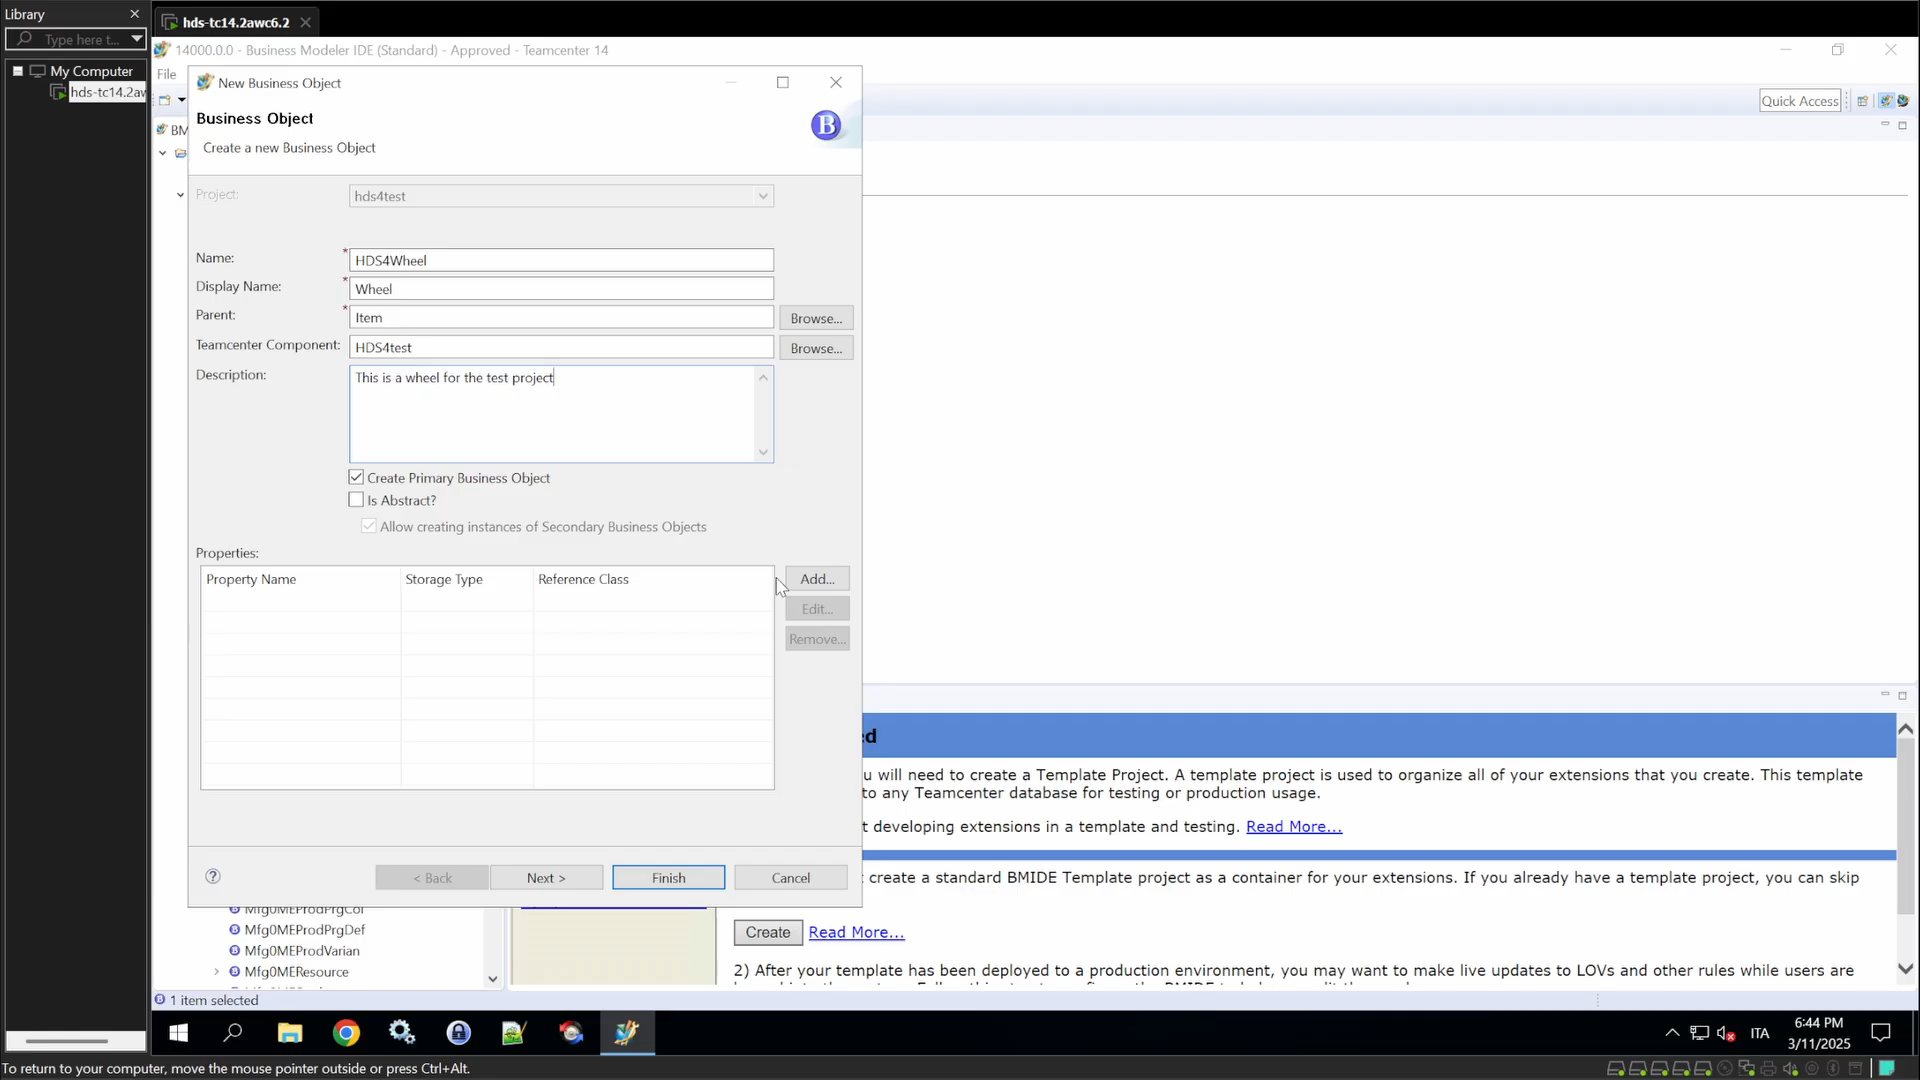 Library
hds-tc14.2awc6.2
Type here t...
14000.0.0 - Business Modeler IDE (Standard) - Approved - Teamcenter 14
My Computer
File
hds-tc14.2aw
New Business Object
Business Object
Create a new Business Object
Quick Access
BM
Project:
hds4test
Name:
* HDS4Wheel
Display Name:
* Wheel
Parent:
* Item
Browse...
Teamcenter Component:
HDS4test
Browse...
Description:
This is a wheel for the test project
Create Primary Business Object
Is Abstract?
Allow creating instances of Secondary Business Objects
Properties:
Property Name
Storage Type
Reference Class
Add...
Edit...
Remove...
ed
u will need to create a Template Project. A template project is used to organize all of your extensions that you create. This template
to any Teamcenter database for testing or production usage.
t developing extensions in a template and testing. Read More...
< Back
Next >
Finish
Cancel
create a standard BMIDE Template project as a container for your extensions. If you already have a template project, you can skip
Mfg0MEProdPrgCol
Mfg0MEProdPrgDef
Mfg0MEProdVarian
Mfg0MEResource
Create
Read More...
2) After your template has been deployed to a production environment, you may want to make live updates to LOVs and other rules while users are
1 item selected
ITA
6:44 PM
3/11/2025
To return to your computer, move the mouse pointer outside or press Ctrl+Alt.